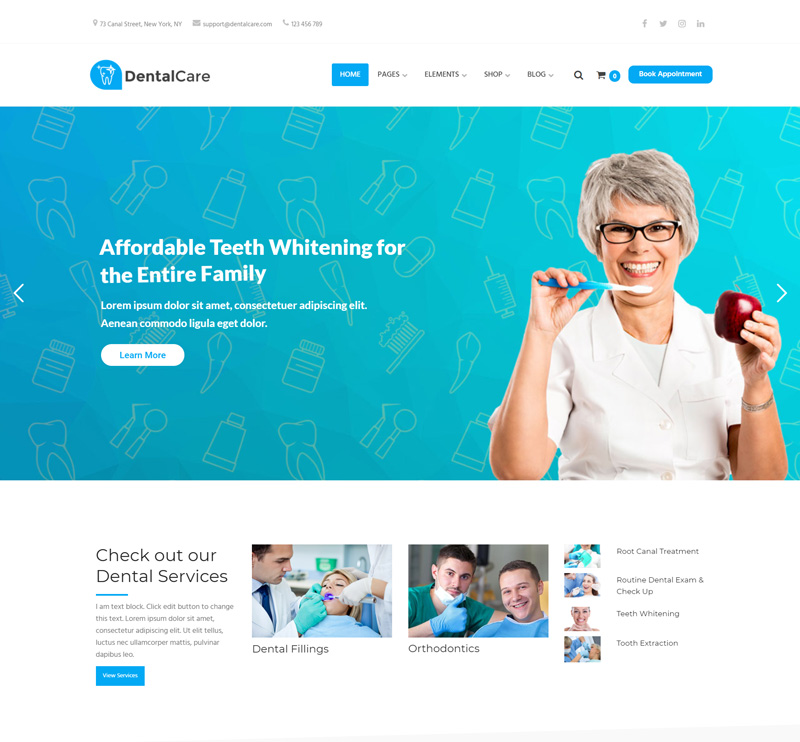 73 Canal Street, New York, NY support@dentalcare.com 123 456 789
DentalCare
HOME PAGES ELEMENTS SHOP BLOG 0 Book Appointment
Affordable Teeth Whitening for
the Entire Family
Lorem ipsum dolor sit amet, consectetuer adipiscing elit.
Aenean commodo ligula eget dolor.
Learn More
Check out our
Dental Services
I am text block. Click edit button to change
this text. Lorem ipsum dolor sit amet,
consectetur adipiscing elit. Ut elit tellus,
luctus nec ullamcorper mattis, pulvinar
dapibus leo.
View Services
Dental Fillings
Orthodontics
Root Canal Treatment
Routine Dental Exam &
Check Up
Teeth Whitening
Tooth Extraction